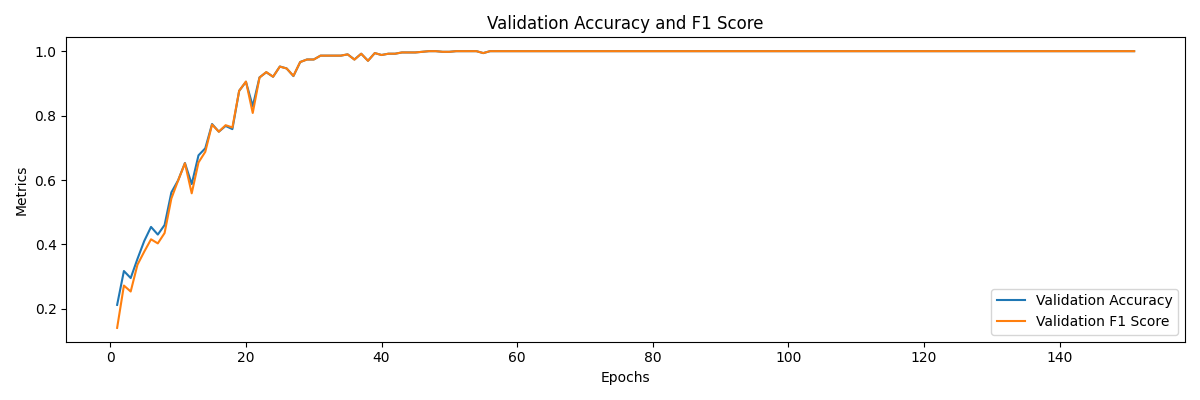 Validation Accuracy and F1 Score
1.0
0.8
0.6
0.4
0.2
Metrics
0 20 40 60 80 100 120 140
Epochs
Validation Accuracy
Validation F1 Score